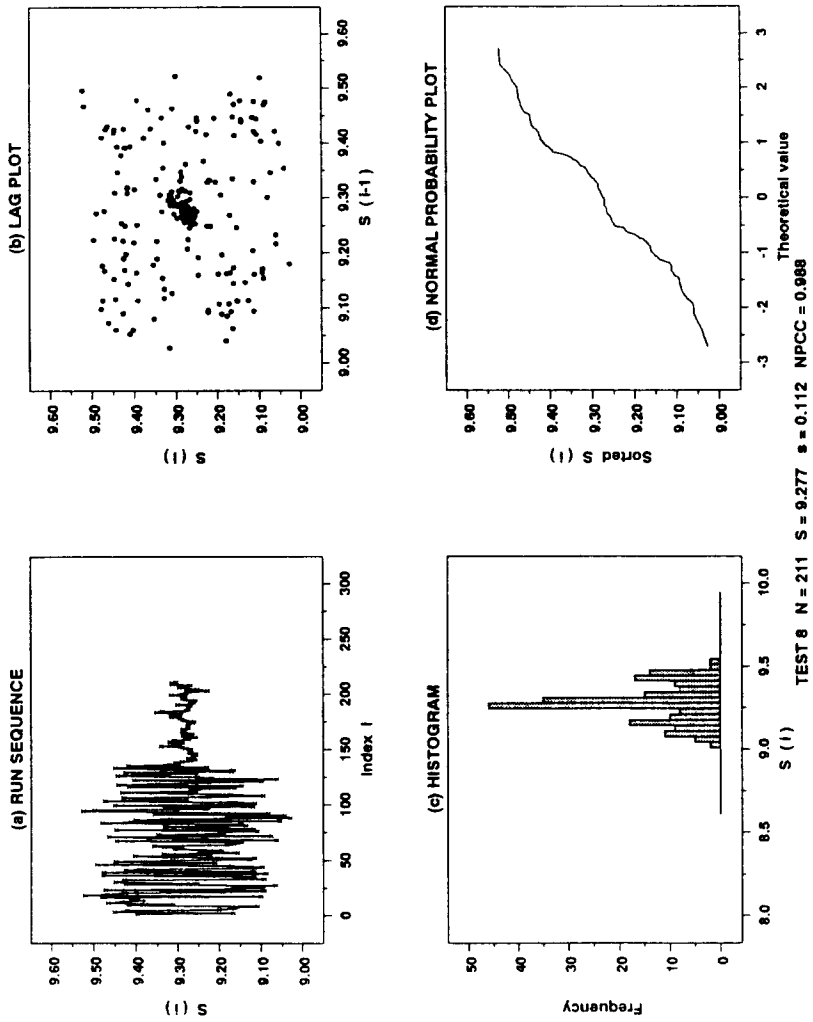 (a) RUN SEQUENCE
S (i)
9.60
9.50
9.40
9.30
9.20
9.10
9.00
0 50 100 150 200 250 300
Index i
(b) LAG PLOT
S (i)
9.60
9.50
9.40
9.30
9.20
9.10
9.00
9.00 9.10 9.20 9.30 9.40 9.50 9.60
S (i-1)
(c) HISTOGRAM
Frequency
50
40
30
20
10
0
8.0 8.5 9.0 9.5 10.0
S (i)
(d) NORMAL PROBABILITY PLOT
Sorted S (i)
9.60
9.50
9.40
9.30
9.20
9.10
9.00
-3 -2 -1 0 1 2 3
Theoretical value
TEST 8 N = 211 S = 9.277 s = 0.112 NPCC = 0.988